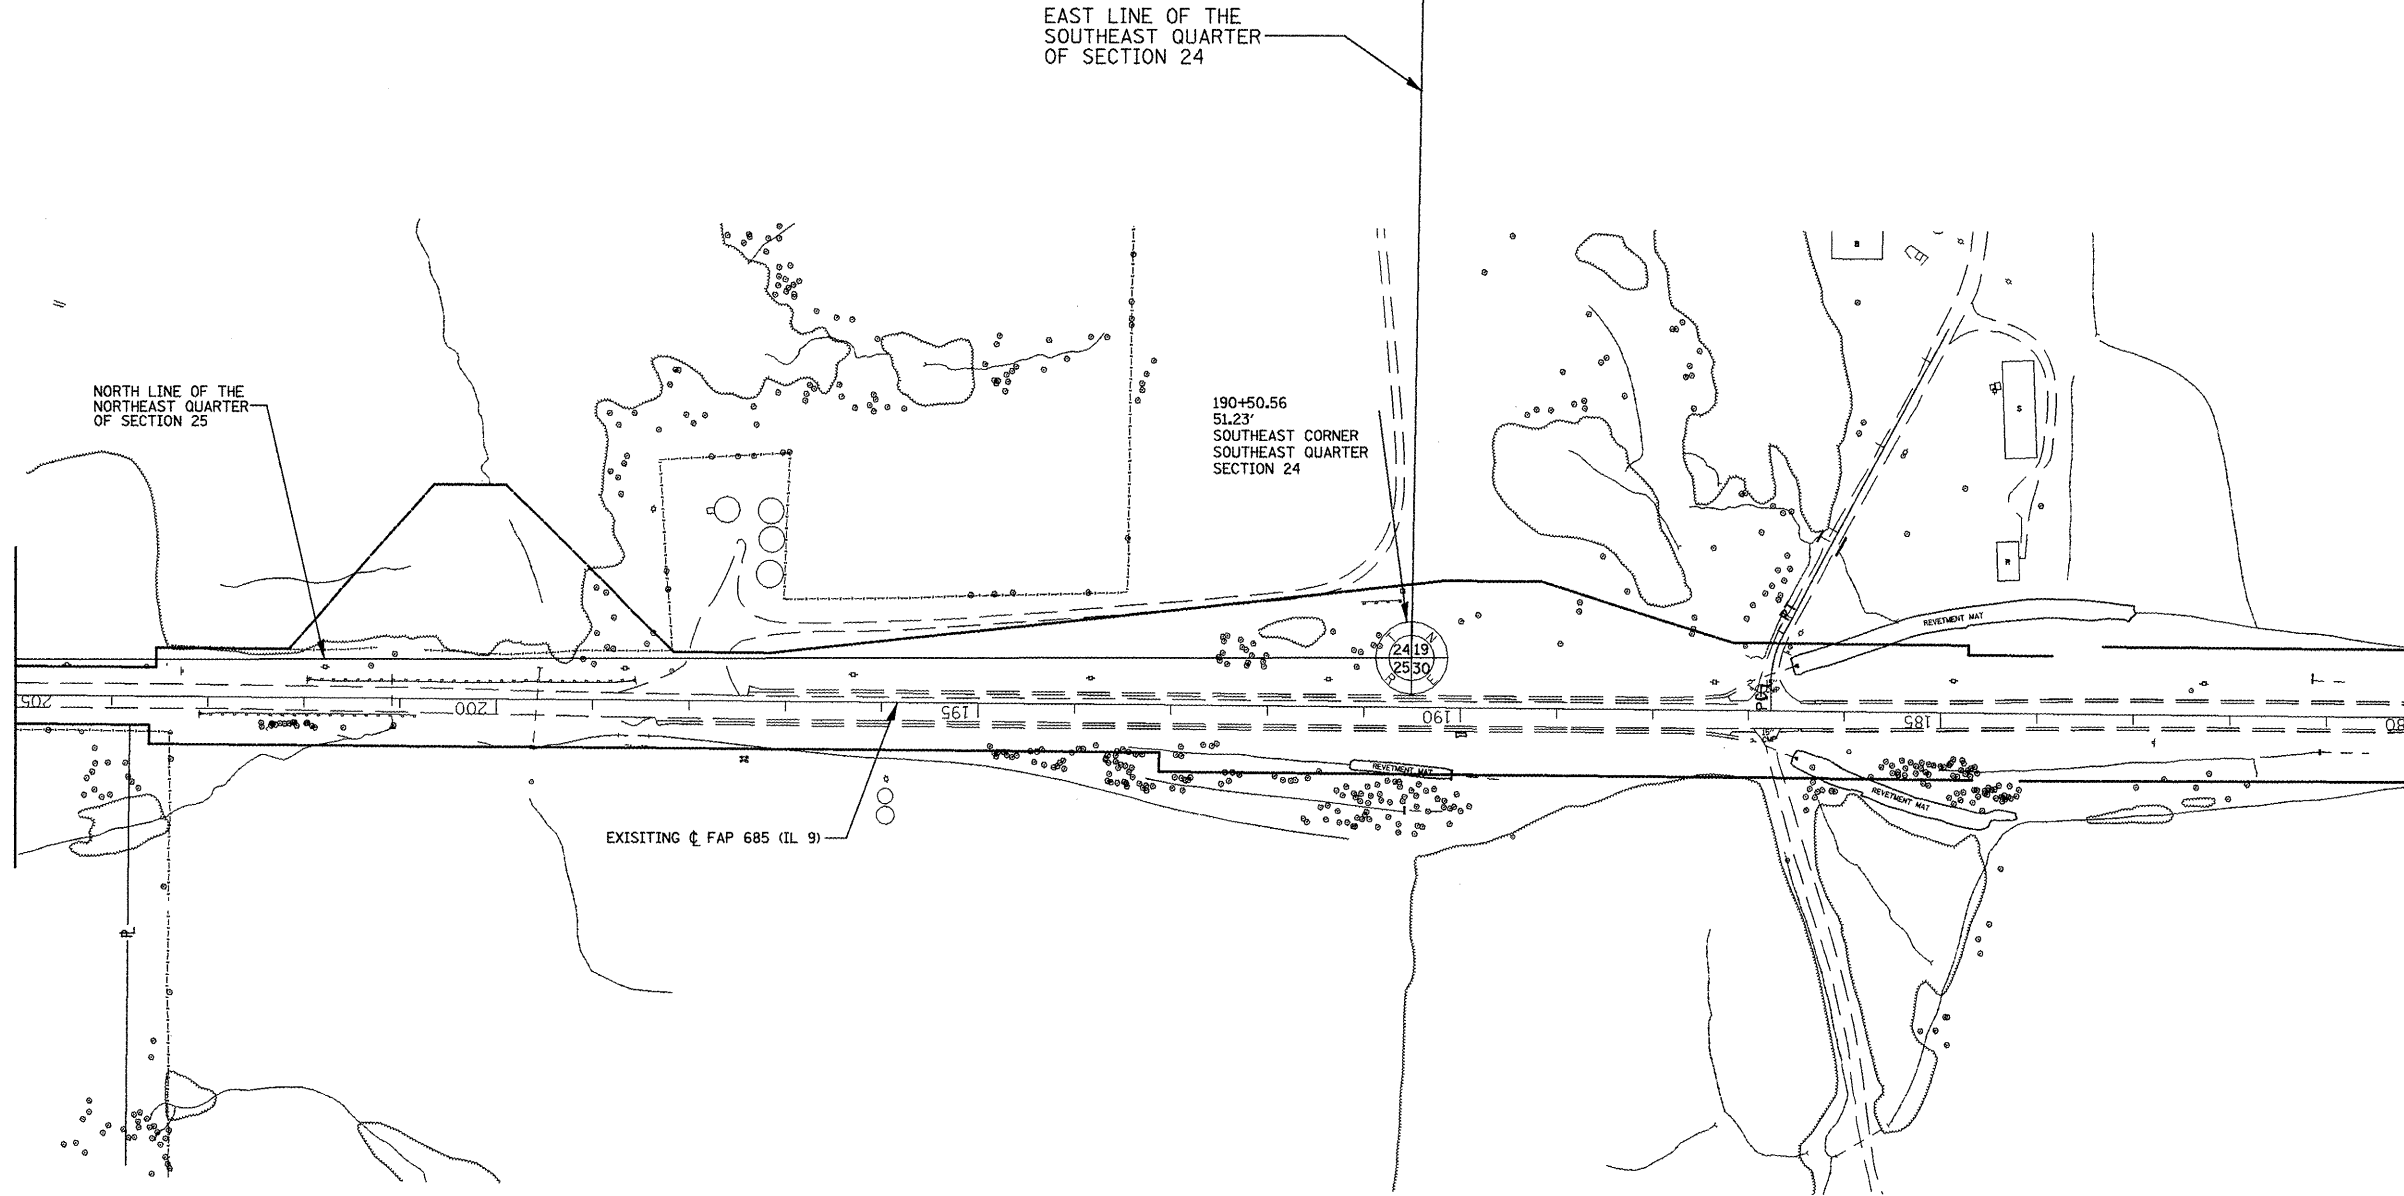 EAST LINE OF THE
SOUTHEAST QUARTER
OF SECTION 24
NORTH LINE OF THE
NORTHEAST QUARTER
OF SECTION 25
190+50.56
51.23'
SOUTHEAST CORNER
SOUTHEAST QUARTER
SECTION 24
S
REVETMENT MAT
T N
24 19
25 30
R
205
200
195
190
185
80
REVETMENT MAT
REVETMENT MAT
EXISITING ℄ FAP 685 (IL 9)
PL